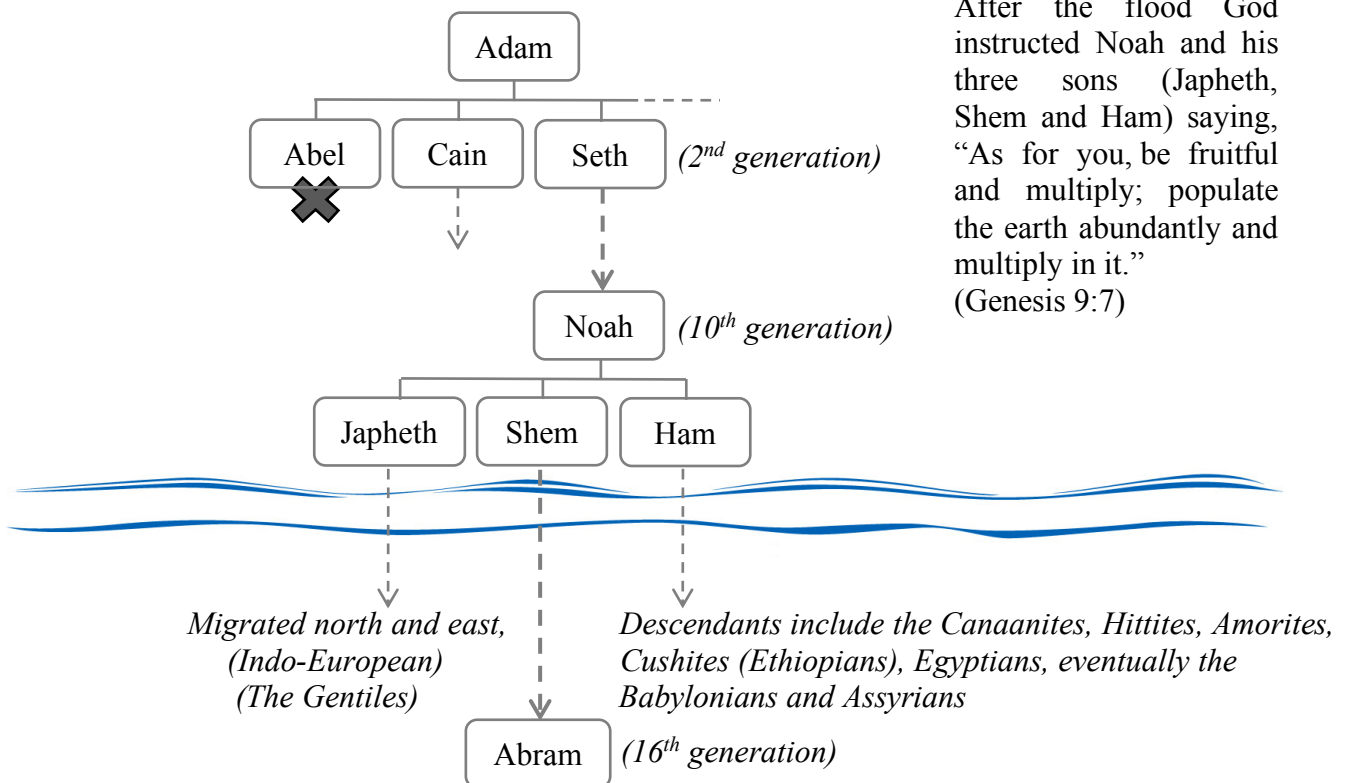 After the flood God
instructed Noah and his
three sons (Japheth,
Shem and Ham) saying,
“As for you, be fruitful
and multiply; populate
the earth abundantly and
multiply in it.”
(Genesis 9:7)
Adam
Abel
Cain
Seth
(2nd generation)
Noah
(10th generation)
Japheth
Shem
Ham
Migrated north and east,
(Indo-European)
(The Gentiles)
Descendants include the Canaanites, Hittites, Amorites,
Cushites (Ethiopians), Egyptians, eventually the
Babylonians and Assyrians
Abram
(16th generation)